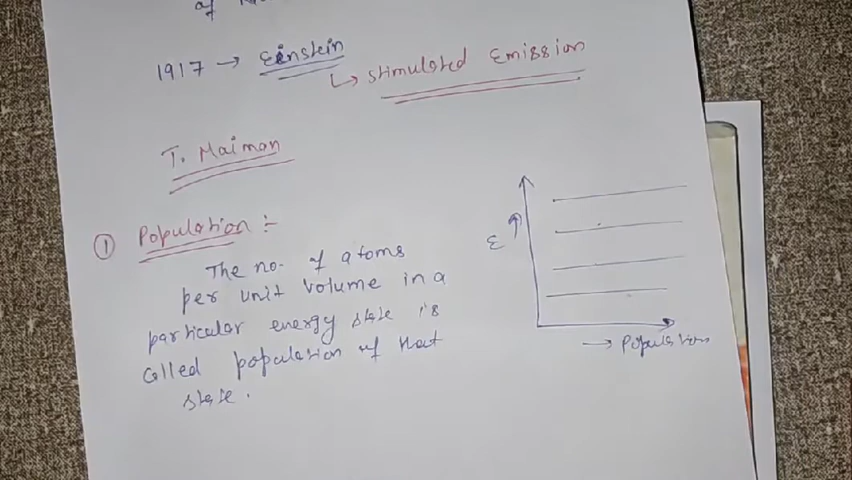 of
1917 → Einstein
↳ stimulated Emission
T. Maiman
① Population :-
The no. of atoms
per unit volume in a
particular energy state is
called population of that
state.
E ↑
→ Population